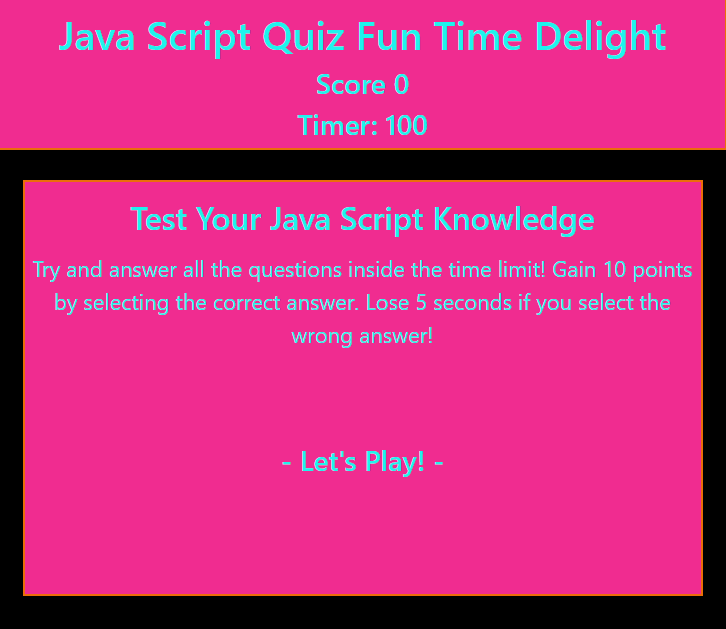 Java Script Quiz Fun Time Delight
Score 0
Timer: 100
Test Your Java Script Knowledge
Try and answer all the questions inside the time limit! Gain 10 points
by selecting the correct answer. Lose 5 seconds if you select the
wrong answer!
- Let's Play! -